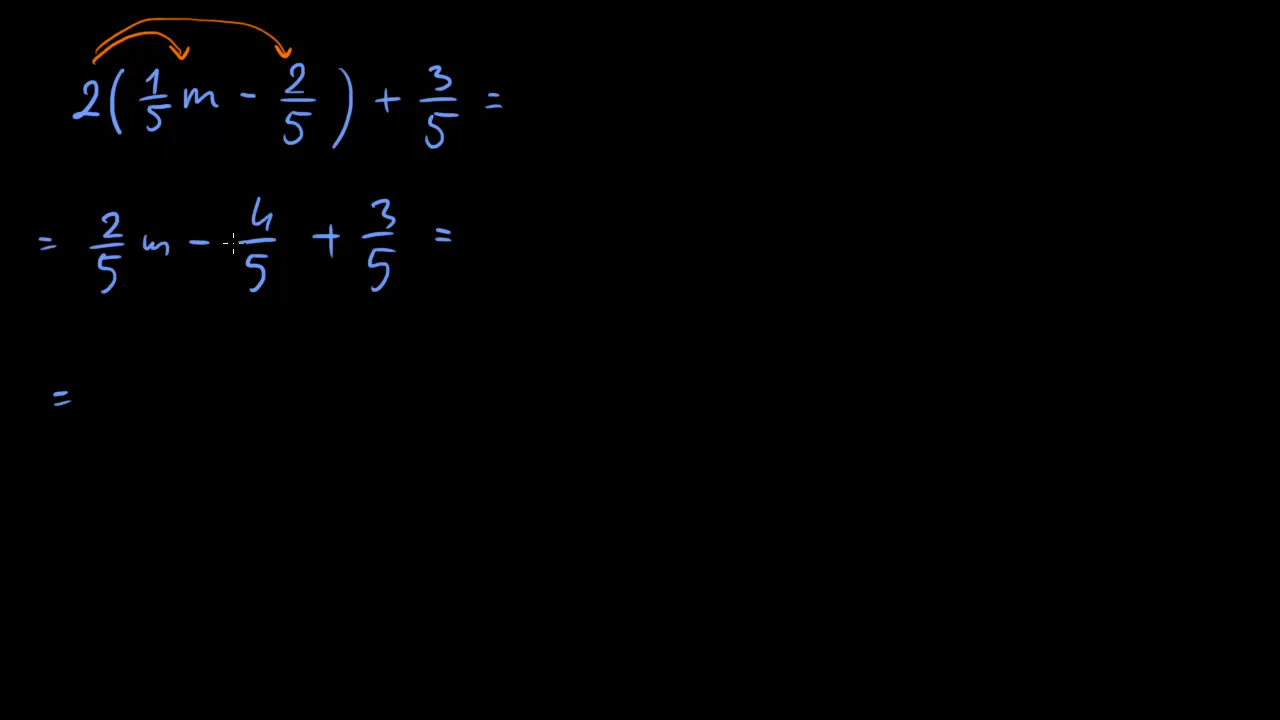 2(1/5 m - 2/5) + 3/5 =
= 2/5 m - 4/5 + 3/5 =
=